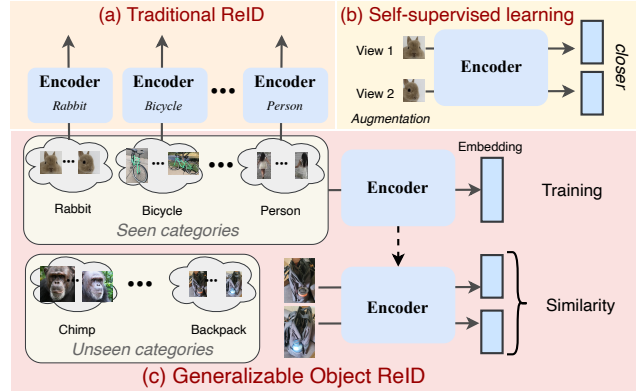 (a) Traditional ReID
Encoder
Rabbit
Encoder
Bicycle
Encoder
Person
(b) Self-supervised learning
View 1
View 2
Augmentation
Encoder
closer
Rabbit
Bicycle
Person
Seen categories
Encoder
Embedding
Training
Chimp
Backpack
Unseen categories
Encoder
Similarity
(c) Generalizable Object ReID